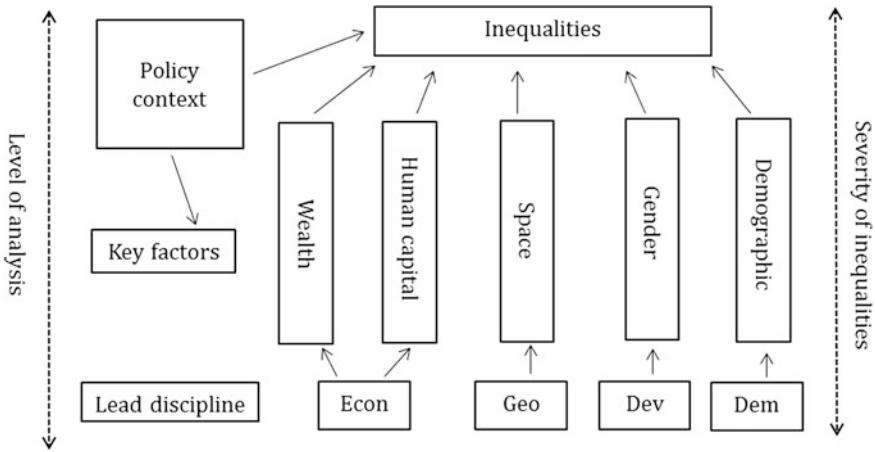 Inequalities
Policy
context
Level of analysis
Severity of inequalities
Wealth
Human capital
Space
Gender
Demographic
Key factors
Lead discipline
Econ
Geo
Dev
Dem